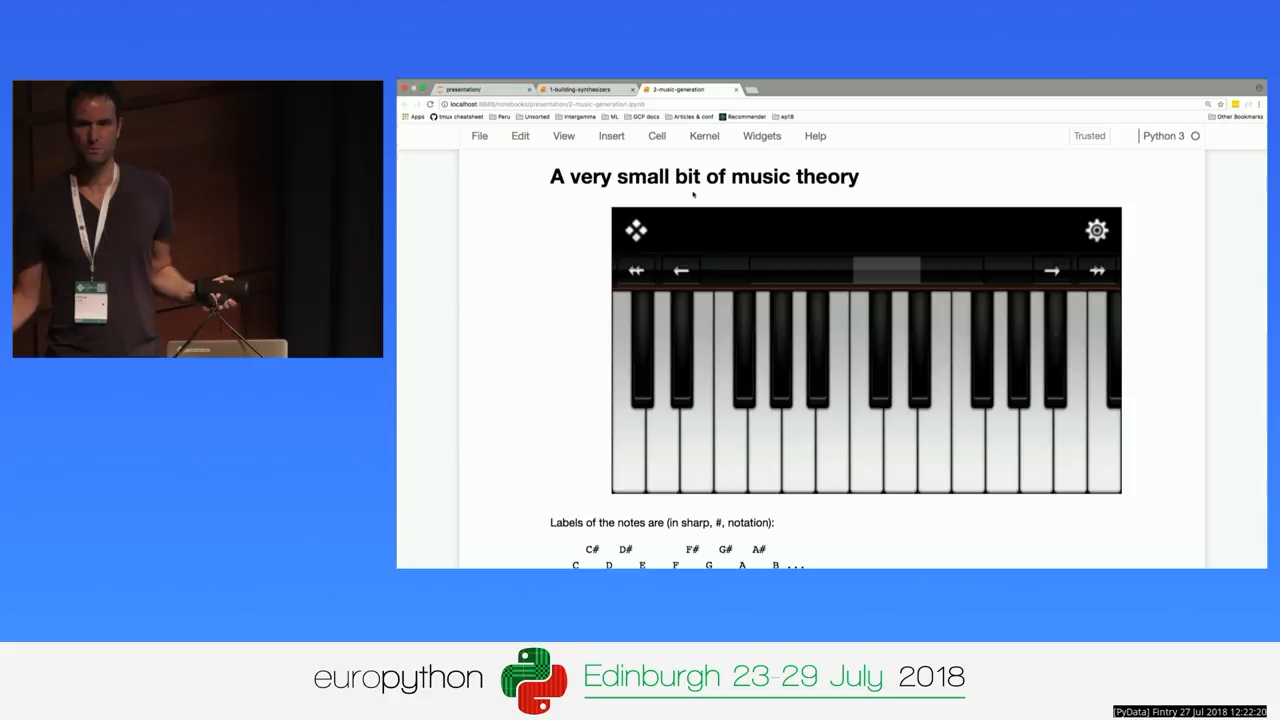 presentation/ 1-building-synthesizers 2-music-generation
localhost:8888/notebooks/presentation/2-music-generation.ipynb
Apps tmux cheatsheet Peru Unsorted Intergamma ML GCP docs Articles & conf Recommender ep18 Other Bookmarks
File Edit View Insert Cell Kernel Widgets Help Trusted Python 3
A very small bit of music theory
Labels of the notes are (in sharp, #, notation):
C# D# F# G# A#
C D E F G A B ...
europython Edinburgh 23-29 July 2018
[PyData] Fintry 27 Jul 2018 12:22:20